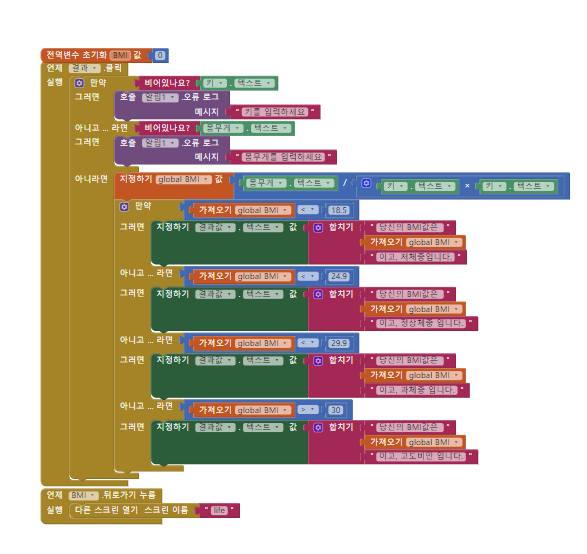 전역변수 초기화 BMI 값 0
언제 결과 .클릭
실행 만약 비어있나요? 키 . 텍스트
그러면 호출 알림1 .오류 로그
메시지 " 키를 입력하세요 "
아니고 ... 라면 비어있나요? 몸무게 . 텍스트
그러면 호출 알림1 .오류 로그
메시지 " 몸무게를 입력하세요 "
아니라면 지정하기 global BMI 값 몸무게 . 텍스트 / 키 . 텍스트 × 키 . 텍스트
만약 가져오기 global BMI < 18.5
그러면 지정하기 결과값 . 텍스트 값 합치기 " 당신의 BMI값은 "
가져오기 global BMI
" 이고, 저체중입니다. "
아니고 ... 라면 가져오기 global BMI < 24.9
그러면 지정하기 결과값 . 텍스트 값 합치기 " 당신의 BMI값은 "
가져오기 global BMI
" 이고, 정상체중 입니다. "
아니고 ... 라면 가져오기 global BMI < 29.9
그러면 지정하기 결과값 . 텍스트 값 합치기 " 당신의 BMI값은 "
가져오기 global BMI
" 이고, 과체중 입니다. "
아니고 ... 라면 가져오기 global BMI > 30
그러면 지정하기 결과값 . 텍스트 값 합치기 " 당신의 BMI값은 "
가져오기 global BMI
" 이고, 고도비만 입니다. "
언제 BMI .뒤로가기 누름
실행 다른 스크린 열기 스크린 이름 " life "